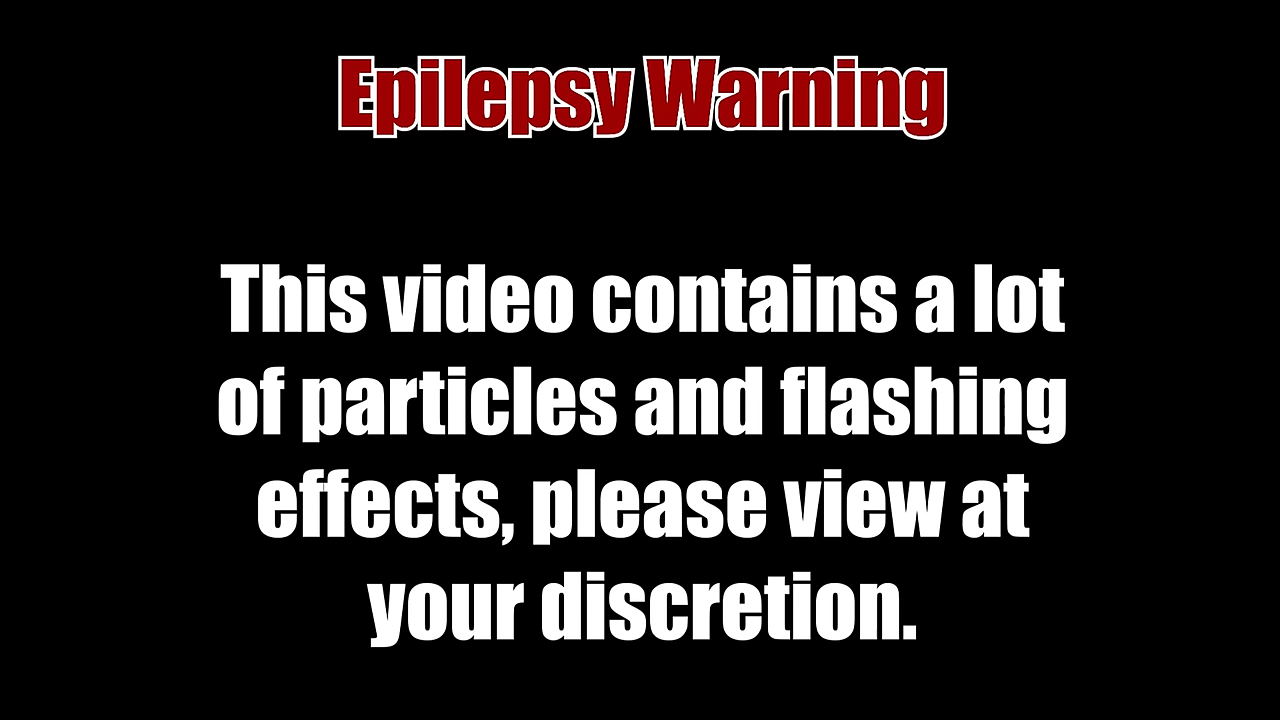 Epilepsy Warning
This video contains a lot
of particles and flashing
effects, please view at
your discretion.